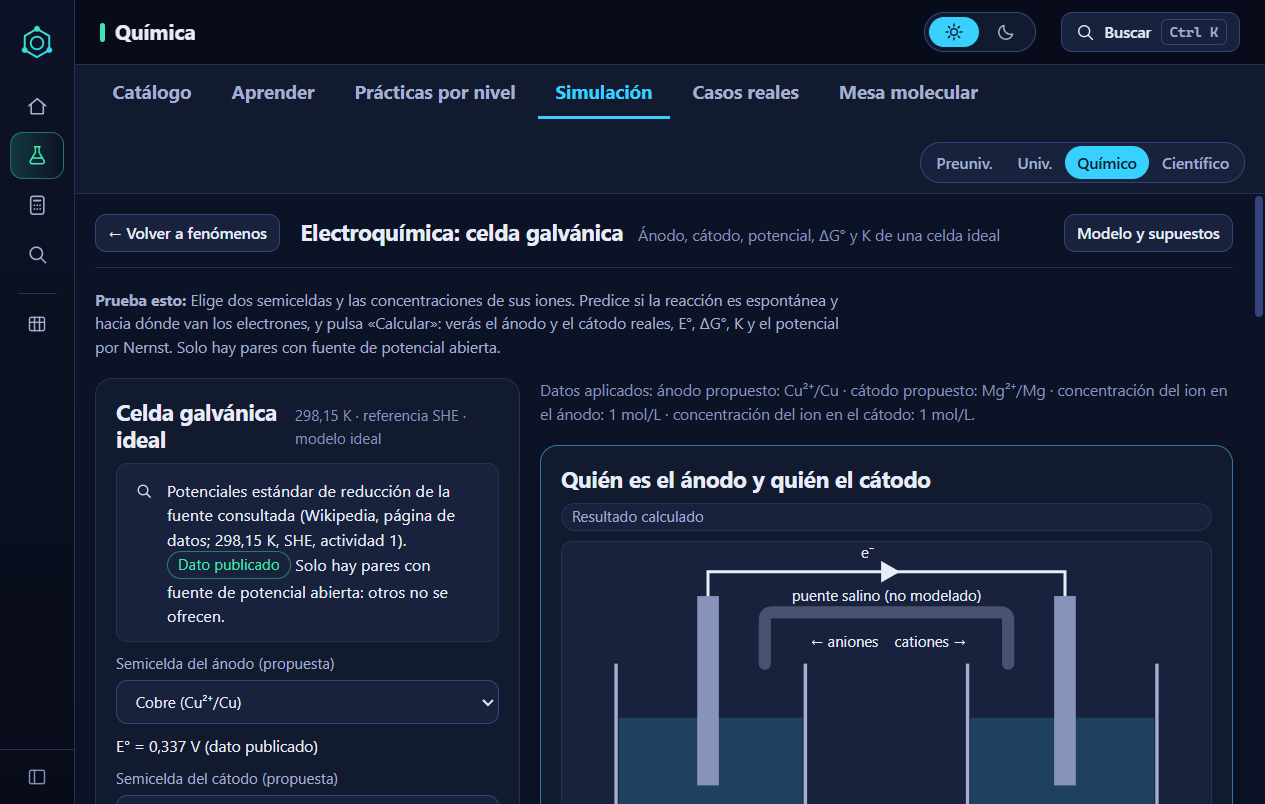 Química
Buscar Ctrl K
Catálogo Aprender Prácticas por nivel Simulación Casos reales Mesa molecular
Preuniv. Univ. Químico Científico
← Volver a fenómenos
Electroquímica: celda galvánica
Ánodo, cátodo, potencial, ΔG° y K de una celda ideal
Modelo y supuestos
Prueba esto: Elige dos semiceldas y las concentraciones de sus iones. Predice si la reacción es espontánea y
hacia dónde van los electrones, y pulsa «Calcular»: verás el ánodo y el cátodo reales, E°, ΔG°, K y el potencial
por Nernst. Solo hay pares con fuente de potencial abierta.
Celda galvánica
ideal
298,15 K · referencia SHE ·
modelo ideal
Potenciales estándar de reducción de la
fuente consultada (Wikipedia, página de
datos; 298,15 K, SHE, actividad 1).
Dato publicado Solo hay pares con
fuente de potencial abierta: otros no se
ofrecen.
Semicelda del ánodo (propuesta)
Cobre (Cu²⁺/Cu)
E° = 0,337 V (dato publicado)
Semicelda del cátodo (propuesta)
Datos aplicados: ánodo propuesto: Cu²⁺/Cu · cátodo propuesto: Mg²⁺/Mg · concentración del ion en
el ánodo: 1 mol/L · concentración del ion en el cátodo: 1 mol/L.
Quién es el ánodo y quién el cátodo
Resultado calculado
e⁻
puente salino (no modelado)
← aniones cationes →